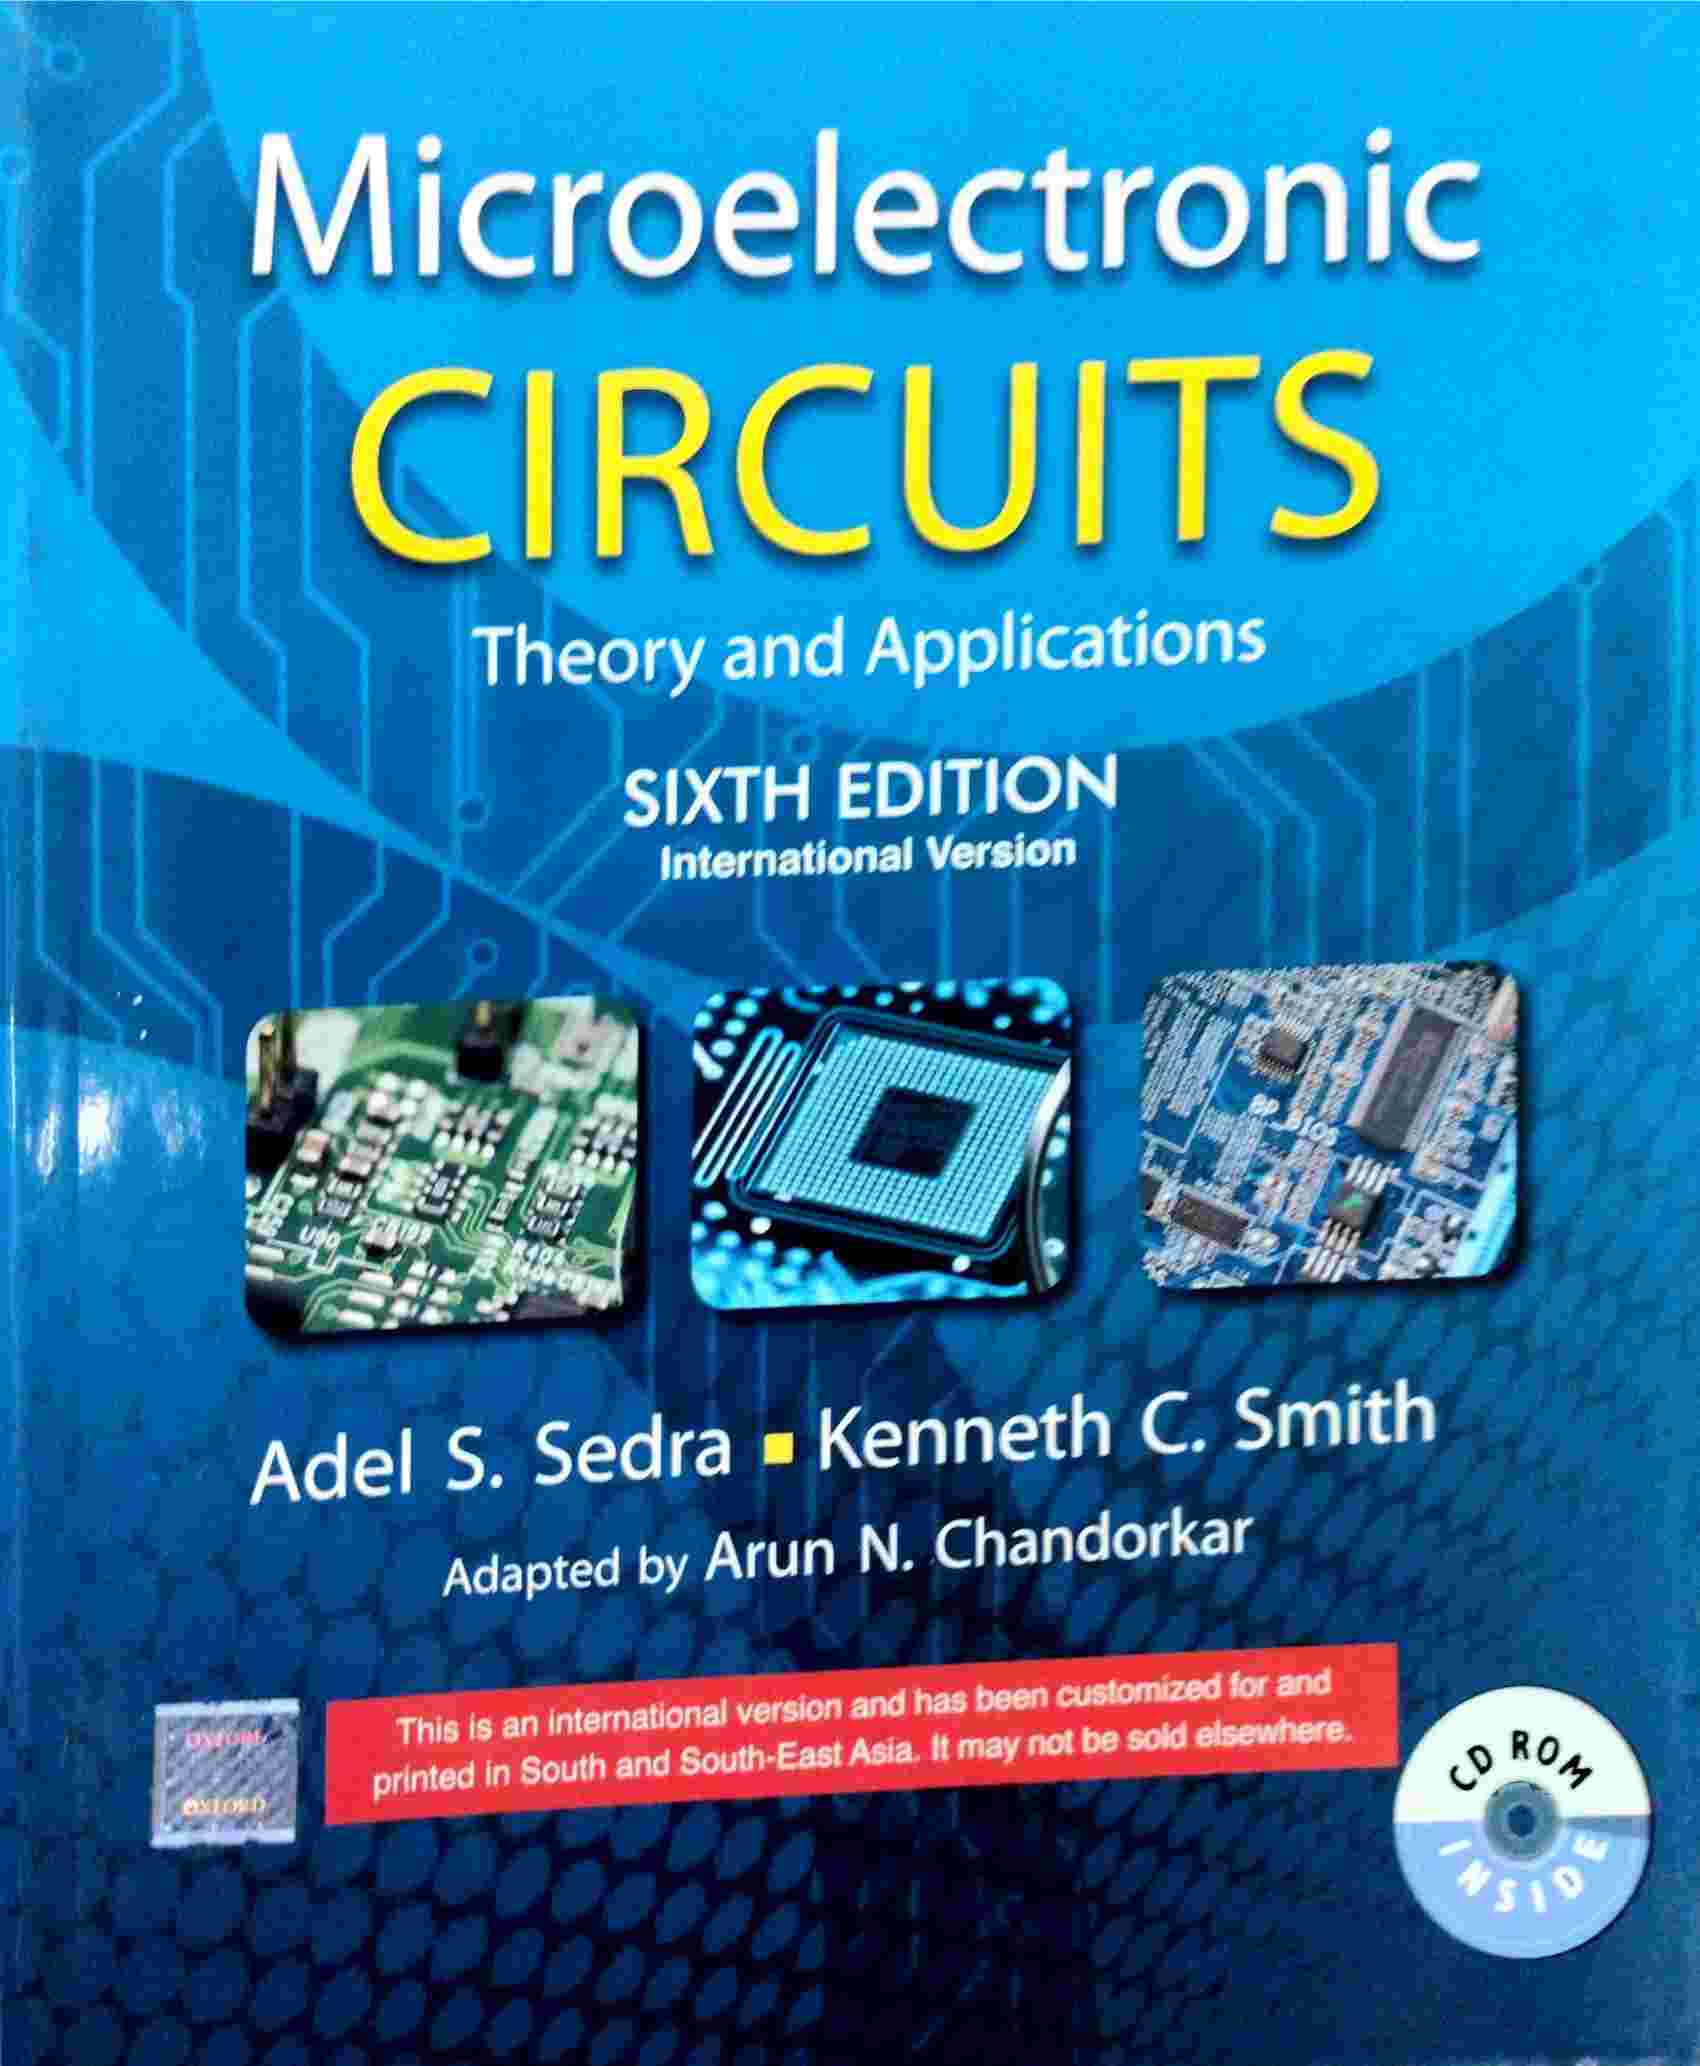 Microelectronic
CIRCUITS
Theory and Applications
SIXTH EDITION
International Version
Adel S. Sedra ▪ Kenneth C. Smith
Adapted by Arun N. Chandorkar
This is an international version and has been customized for and
printed in South and South-East Asia. It may not be sold elsewhere.
OXFORD
OXFORD
CD ROM
INSIDE